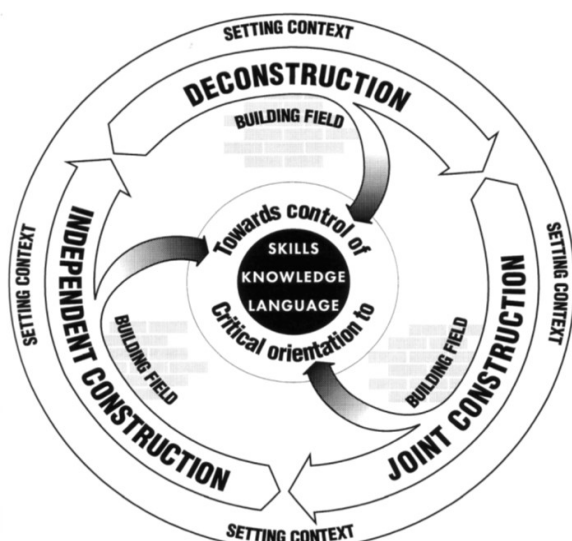 SETTING CONTEXT
DECONSTRUCTION
BUILDING FIELD
Towards control of
SKILLS
KNOWLEDGE
LANGUAGE
Critical orientation to
SETTING CONTEXT
INDEPENDENT CONSTRUCTION
BUILDING FIELD
BUILDING FIELD
JOINT CONSTRUCTION
SETTING CONTEXT
SETTING CONTEXT